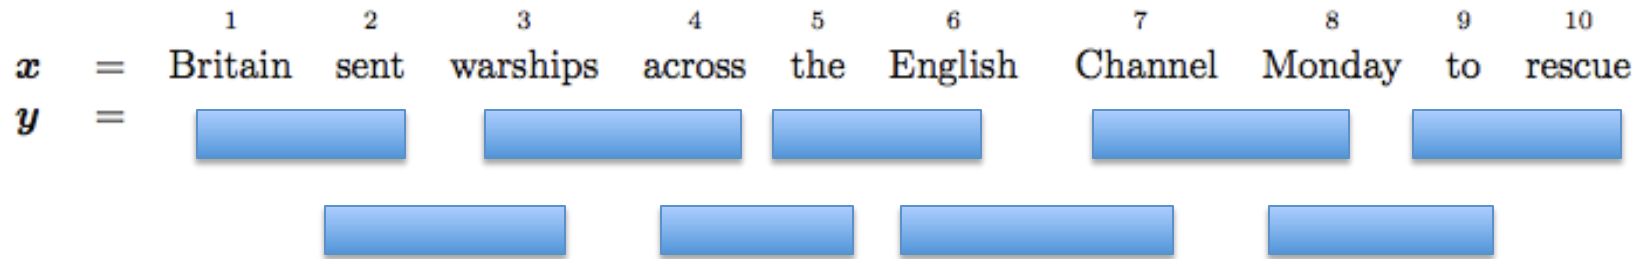 1 2 3 4 5 6 7 8 9 10
x = Britain sent warships across the English Channel Monday to rescue
y =